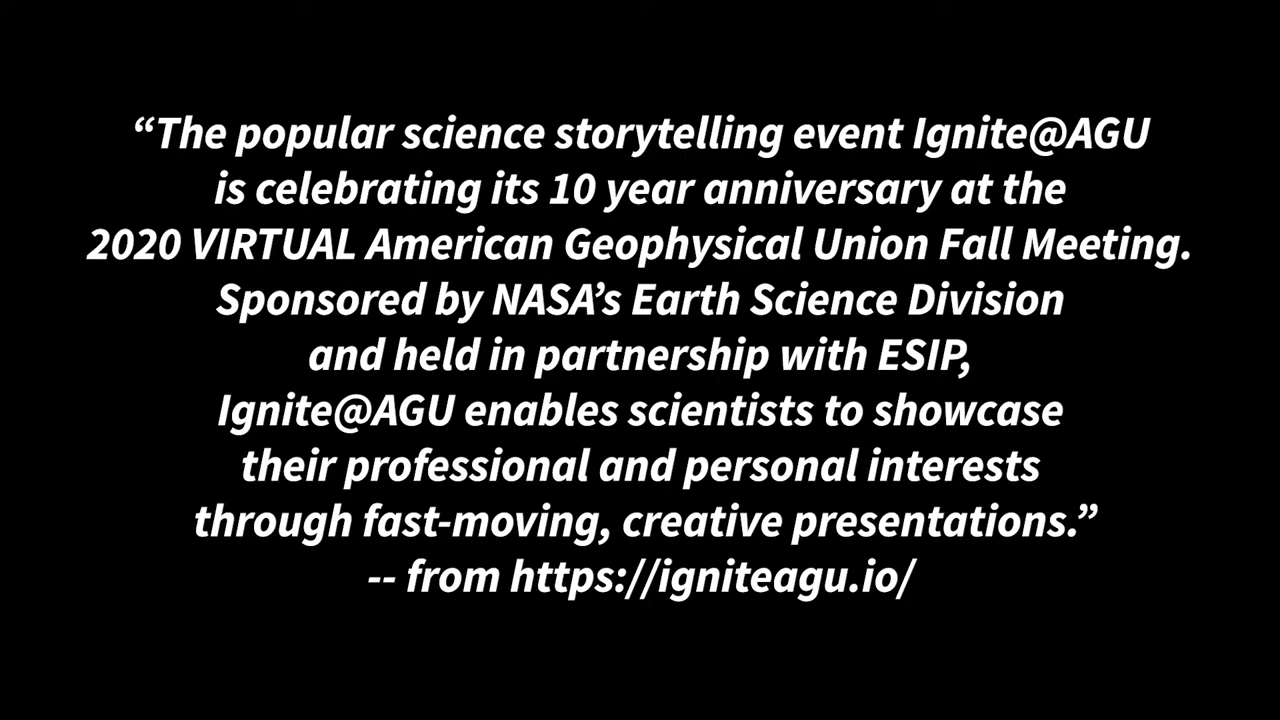 “The popular science storytelling event Ignite@AGU
is celebrating its 10 year anniversary at the
2020 VIRTUAL American Geophysical Union Fall Meeting.
Sponsored by NASA’s Earth Science Division
and held in partnership with ESIP,
Ignite@AGU enables scientists to showcase
their professional and personal interests
through fast-moving, creative presentations.”
-- from https://igniteagu.io/